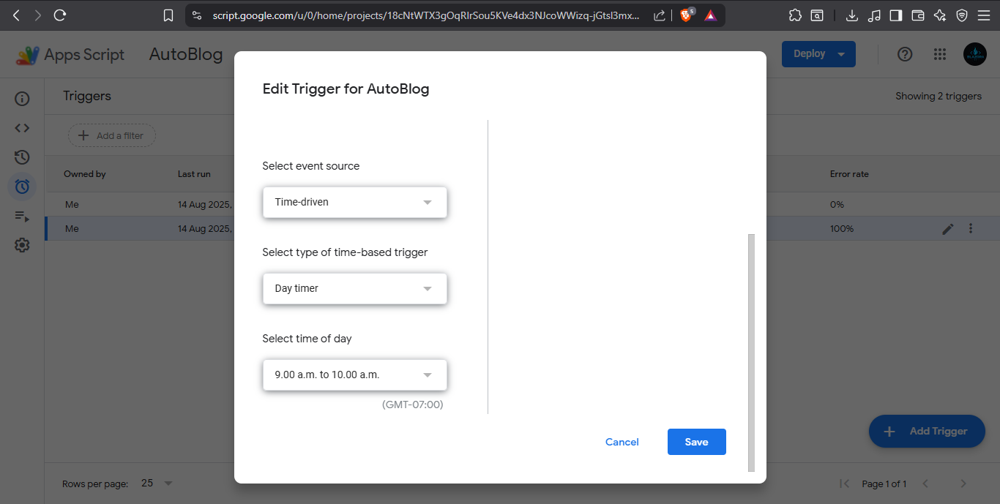 script.google.com/u/0/home/projects/18cNtWTX3gOqRIrSou5KVe4dx3NJcoWWizq-jGtsI3mx...
5
Apps Script
AutoBlog
Deploy
Triggers
Showing 2 triggers
Add a filter
Owned by
Last run
Error rate
Me
14 Aug 2025,
0%
Me
14 Aug 2025,
100%
Edit Trigger for AutoBlog
Select event source
Time-driven
Select type of time-based trigger
Day timer
Select time of day
9.00 a.m. to 10.00 a.m.
(GMT-07:00)
Cancel
Save
Add Trigger
Rows per page:
25
Page 1 of 1